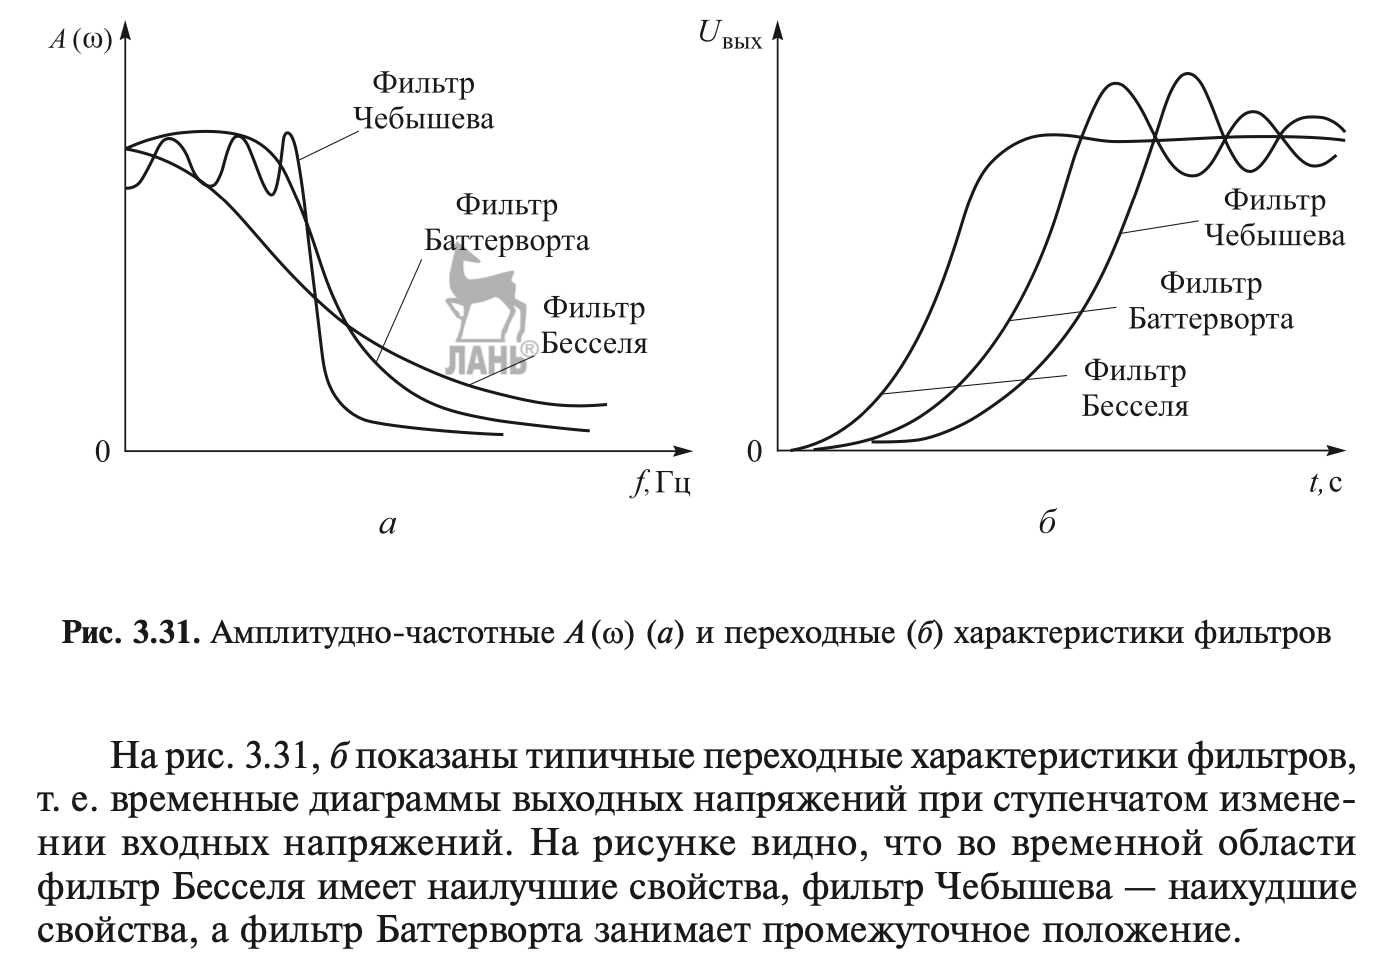 A (ω)
Фильтр
Чебышева
Фильтр
Баттерворта
Фильтр
Бесселя
ЛАНЬ®
0
f, Гц
а
Uвых
Фильтр
Чебышева
Фильтр
Баттерворта
Фильтр
Бесселя
0
t, с
б
Рис. 3.31. Амплитудно-частотные A (ω) (а) и переходные (б) характеристики фильтров
На рис. 3.31, б показаны типичные переходные характеристики фильтров,
т. е. временные диаграммы выходных напряжений при ступенчатом измене-
нии входных напряжений. На рисунке видно, что во временной области
фильтр Бесселя имеет наилучшие свойства, фильтр Чебышева — наихудшие
свойства, а фильтр Баттерворта занимает промежуточное положение.